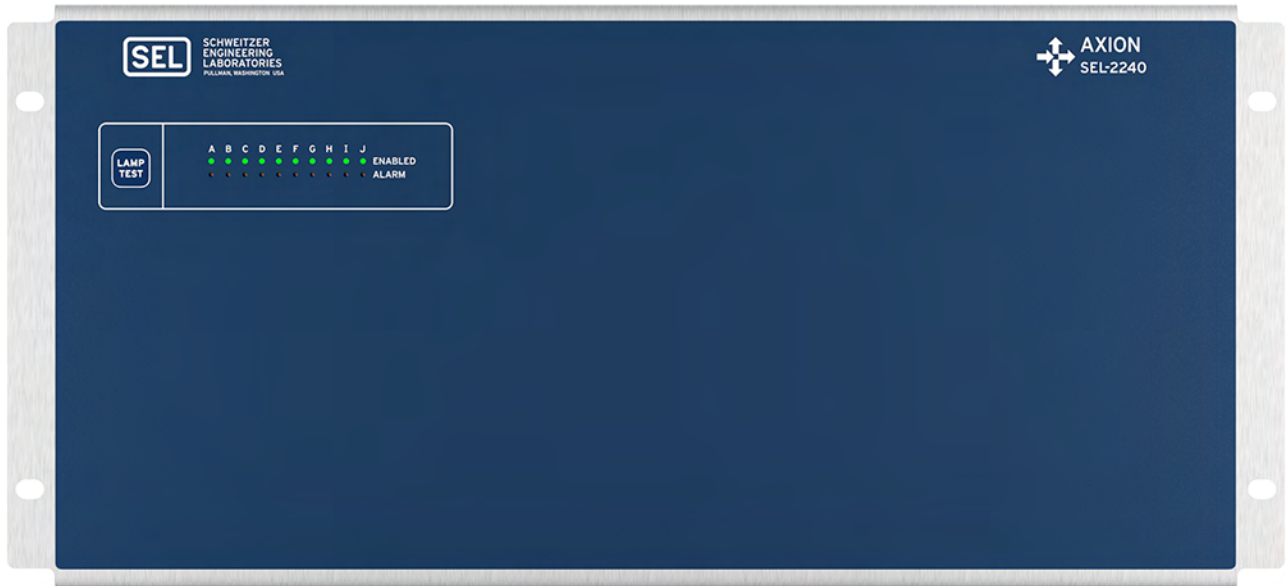 SEL
SCHWEITZER
ENGINEERING
LABORATORIES
PULLMAN, WASHINGTON USA
AXION
SEL-2240
LAMP
TEST
A B C D E F G H I J
ENABLED
ALARM